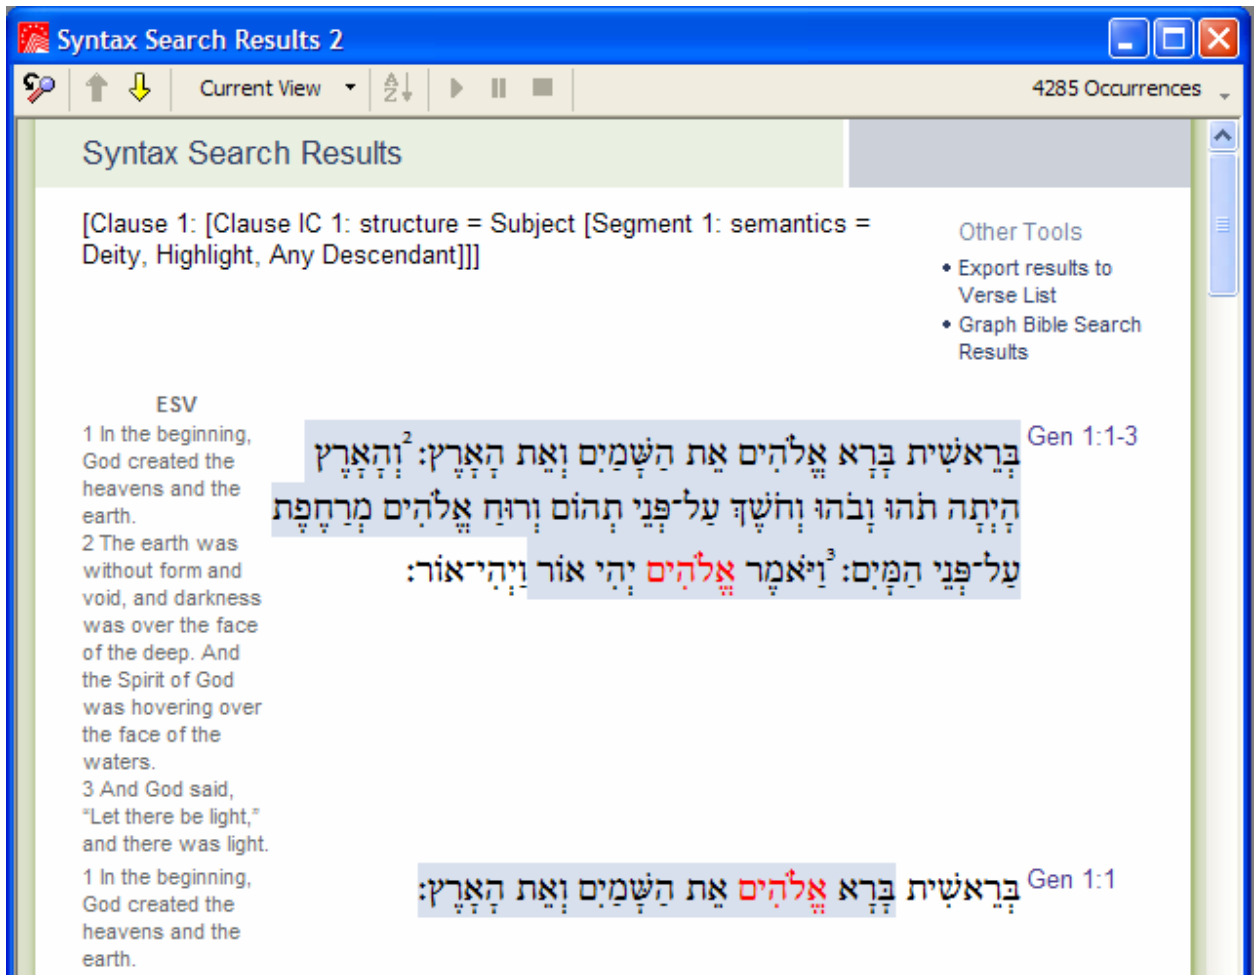 Syntax Search Results 2
Current View
4285 Occurrences
Syntax Search Results
[Clause 1: [Clause IC 1: structure = Subject [Segment 1: semantics =
Deity, Highlight, Any Descendant]]]
Other Tools
• Export results to
Verse List
• Graph Bible Search
Results
ESV
1 In the beginning,
God created the
heavens and the
earth.
2 The earth was
without form and
void, and darkness
was over the face
of the deep. And
the Spirit of God
was hovering over
the face of the
waters.
3 And God said,
“Let there be light,”
and there was light.
Gen 1:1-3
בְּרֵאשִׁית בָּרָא אֱלֹהִים אֵת הַשָּׁמַיִם וְאֵת הָאָרֶץ׃ ²וְהָאָרֶץ
הָיְתָה תֹהוּ וָבֹהוּ וְחֹשֶׁךְ עַל־פְּנֵי תְהוֹם וְרוּחַ אֱלֹהִים מְרַחֶפֶת
עַל־פְּנֵי הַמָּיִם׃ ³וַיֹּאמֶר אֱלֹהִים יְהִי אוֹר וַיְהִי־אוֹר׃
1 In the beginning,
God created the
heavens and the
earth.
Gen 1:1
בְּרֵאשִׁית בָּרָא אֱלֹהִים אֵת הַשָּׁמַיִם וְאֵת הָאָרֶץ׃